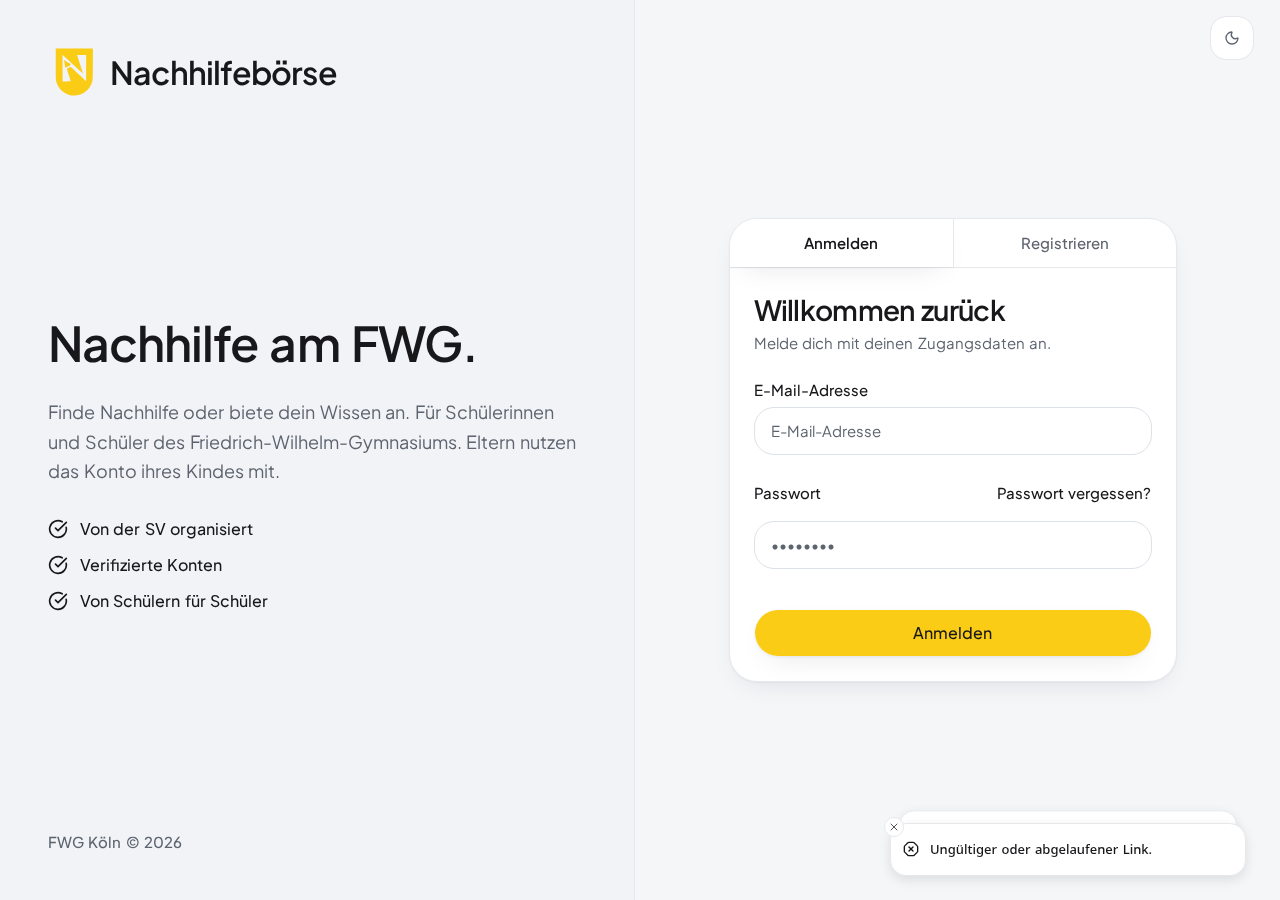 Nachhilfebörse
Nachhilfe am FWG.
Finde Nachhilfe oder biete dein Wissen an. Für Schülerinnen
und Schüler des Friedrich-Wilhelm-Gymnasiums. Eltern nutzen
das Konto ihres Kindes mit.
Von der SV organisiert
Verifizierte Konten
Von Schülern für Schüler
FWG Köln © 2026
Anmelden
Registrieren
Willkommen zurück
Melde dich mit deinen Zugangsdaten an.
E-Mail-Adresse
E-Mail-Adresse
Passwort
Passwort vergessen?
••••••••
Anmelden
Ungültiger oder abgelaufener Link.